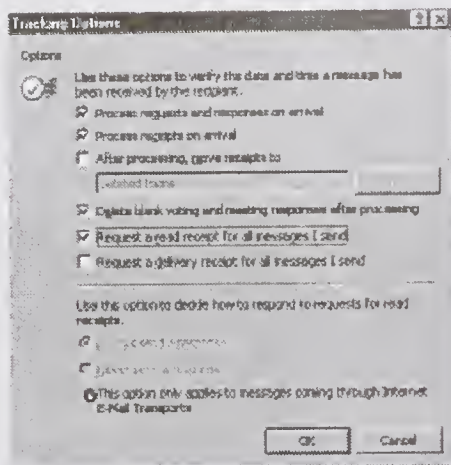 Tracking Options
Options
Use these options to verify the date and time a message has
been received by the recipient.
Process requests and responses on arrival
Process receipts on arrival
After processing, move receipts to
Deleted Items
Delete blank voting and meeting responses after processing
Request a read receipt for all messages I send
Request a delivery receipt for all messages I send
Use this option to decide how to respond to requests for read
receipts.
This option only applies to messages coming through Internet
E-Mail Transports
OK
Cancel